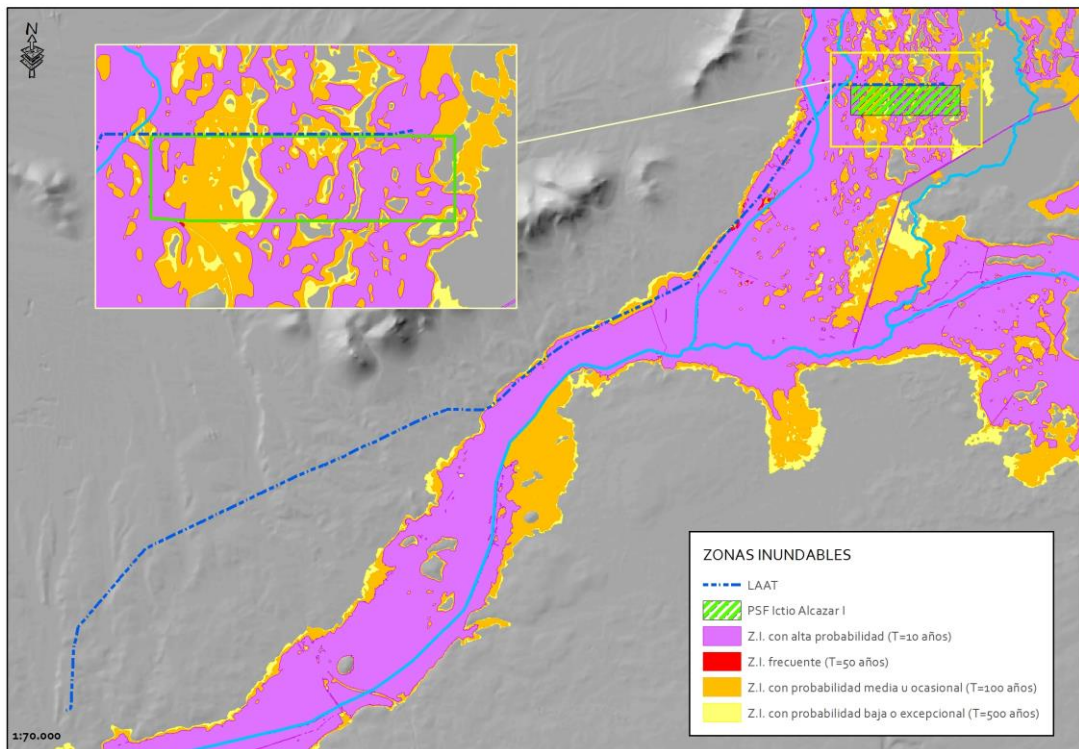 N
ZONAS INUNDABLES
LAAT
PSF Ictio Alcazar I
Z.I. con alta probabilidad (T=10 años)
Z.I. frecuente (T=50 años)
Z.I. con probabilidad media u ocasional (T=100 años)
Z.I. con probabilidad baja o excepcional (T=500 años)
1:70.000